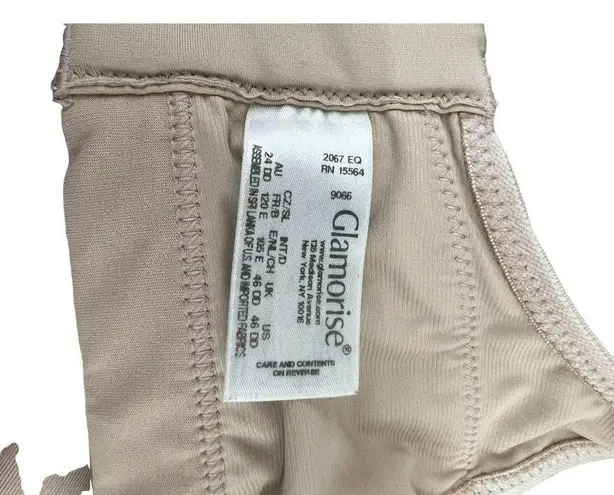 2067 EQ
RN 15564
9066
Glamorise®
www.glamorise.com
135 Madison Avenue
New York, NY 10016
AU CZ/SL INT/D UK US
FR/B E/NL/CH
24 DD 120 E 105 E 46 DD 46 DD
ASSEMBLED IN SRI LANKA OF U.S. AND IMPORTED FABRICS
CARE AND CONTENTS
ON REVERSE